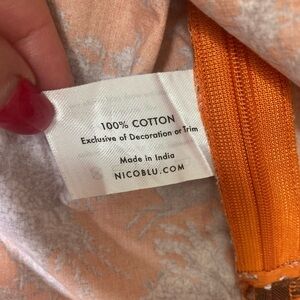 100% COTTON
Exclusive of Decoration or Trim
Made in India
NICOBLU.COM